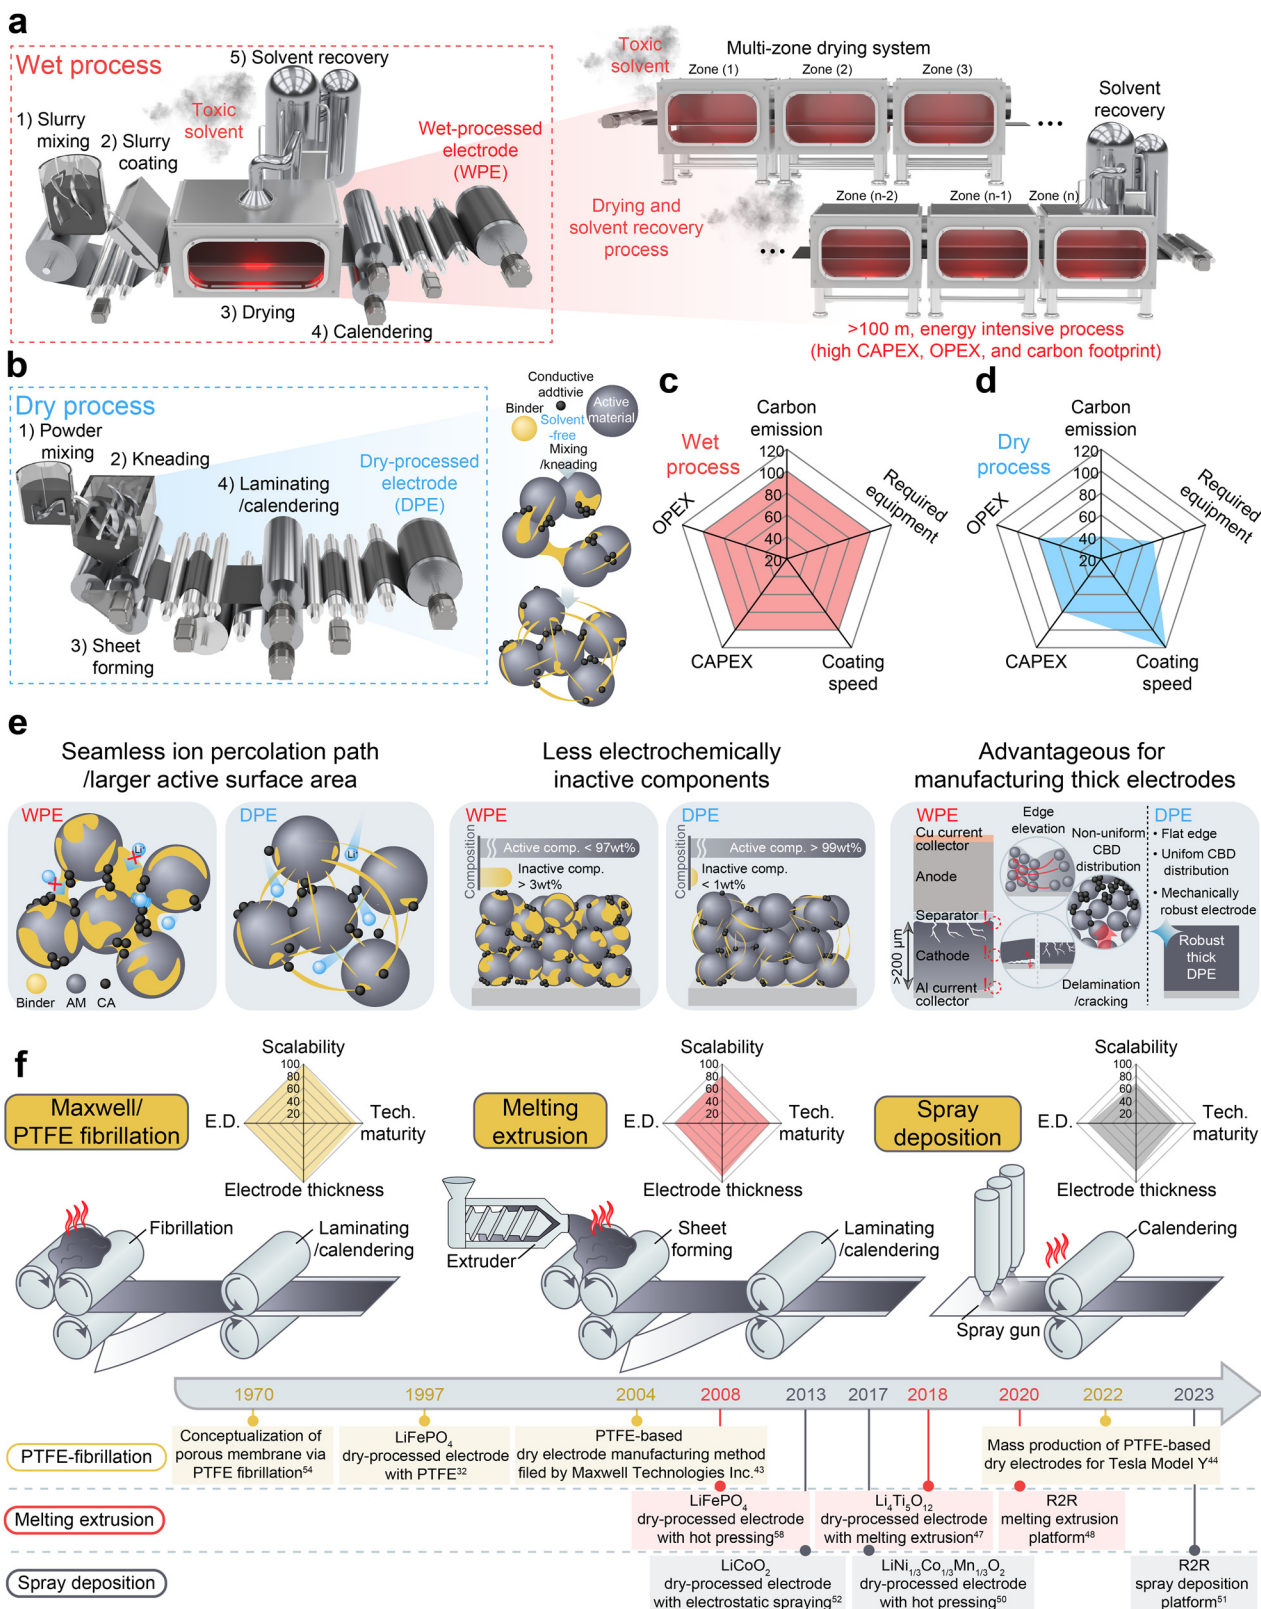 a
Wet process
1) Slurry
mixing
2) Slurry
coating
Toxic
solvent
5) Solvent recovery
3) Drying
4) Calendering
Wet-processed
electrode
(WPE)
Toxic
solvent
Multi-zone drying system
Zone (1)
Zone (2)
Zone (3)
Solvent
recovery
Drying and
solvent recovery
process
Zone (n-2)
Zone (n-1)
Zone (n)
>100 m, energy intensive process
(high CAPEX, OPEX, and carbon footprint)
b
Dry process
1) Powder
mixing
2) Kneading
3) Sheet
forming
4) Laminating
/calendering
Dry-processed
electrode
(DPE)
Conductive
addtivie
Binder
Active
material
Solvent
-free
Mixing
/kneading
c
Wet
process
Carbon
emission
Required
equipment
Coating
speed
CAPEX
OPEX
120
100
80
60
40
20
d
Dry
process
Carbon
emission
Required
equipment
Coating
speed
CAPEX
OPEX
120
100
80
60
40
20
e
Seamless ion percolation path
/larger active surface area
WPE
Li⁺
Binder
AM
CA
DPE
Li⁺
Less electrochemically
inactive components
WPE
Composition
Active comp. < 97wt%
Inactive comp.
> 3wt%
DPE
Composition
Active comp. > 99wt%
Inactive comp.
< 1wt%
Advantageous for
manufacturing thick electrodes
WPE
Cu current
collector
Anode
Separator
Cathode
Al current
collector
>200 μm
Edge
elevation
Non-uniform
CBD
distribution
Delamination
/cracking
DPE
• Flat edge
• Unifom CBD
distribution
• Mechanically
robust electrode
Robust
thick
DPE
f
Maxwell/
PTFE fibrillation
Scalability
100
80
60
40
20
E.D.
Tech.
maturity
Electrode thickness
Fibrillation
Laminating
/calendering
Melting
extrusion
Scalability
100
80
60
40
20
E.D.
Tech.
maturity
Electrode thickness
Extruder
Sheet
forming
Laminating
/calendering
Spray
deposition
Scalability
100
80
60
40
20
E.D.
Tech.
maturity
Electrode thickness
Spray gun
Calendering
1970
1997
2004
2008
2013
2017
2018
2020
2022
2023
PTFE-fibrillation
Conceptualization of
porous membrane via
PTFE fibrillation⁵⁴
LiFePO₄
dry-processed electrode
with PTFE³²
PTFE-based
dry electrode manufacturing method
filed by Maxwell Technologies Inc.⁴³
Mass production of PTFE-based
dry electrodes for Tesla Model Y⁴⁴
Melting extrusion
LiFePO₄
dry-processed electrode
with hot pressing⁵⁸
Li₄Ti₅O₁₂
dry-processed electrode
with melting extrusion⁴⁷
R2R
melting extrusion
platform⁴⁸
Spray deposition
LiCoO₂
dry-processed electrode
with electrostatic spraying⁵²
LiNi₁/₃Co₁/₃Mn₁/₃O₂
dry-processed electrode
with hot pressing⁵⁰
R2R
spray deposition
platform⁵¹